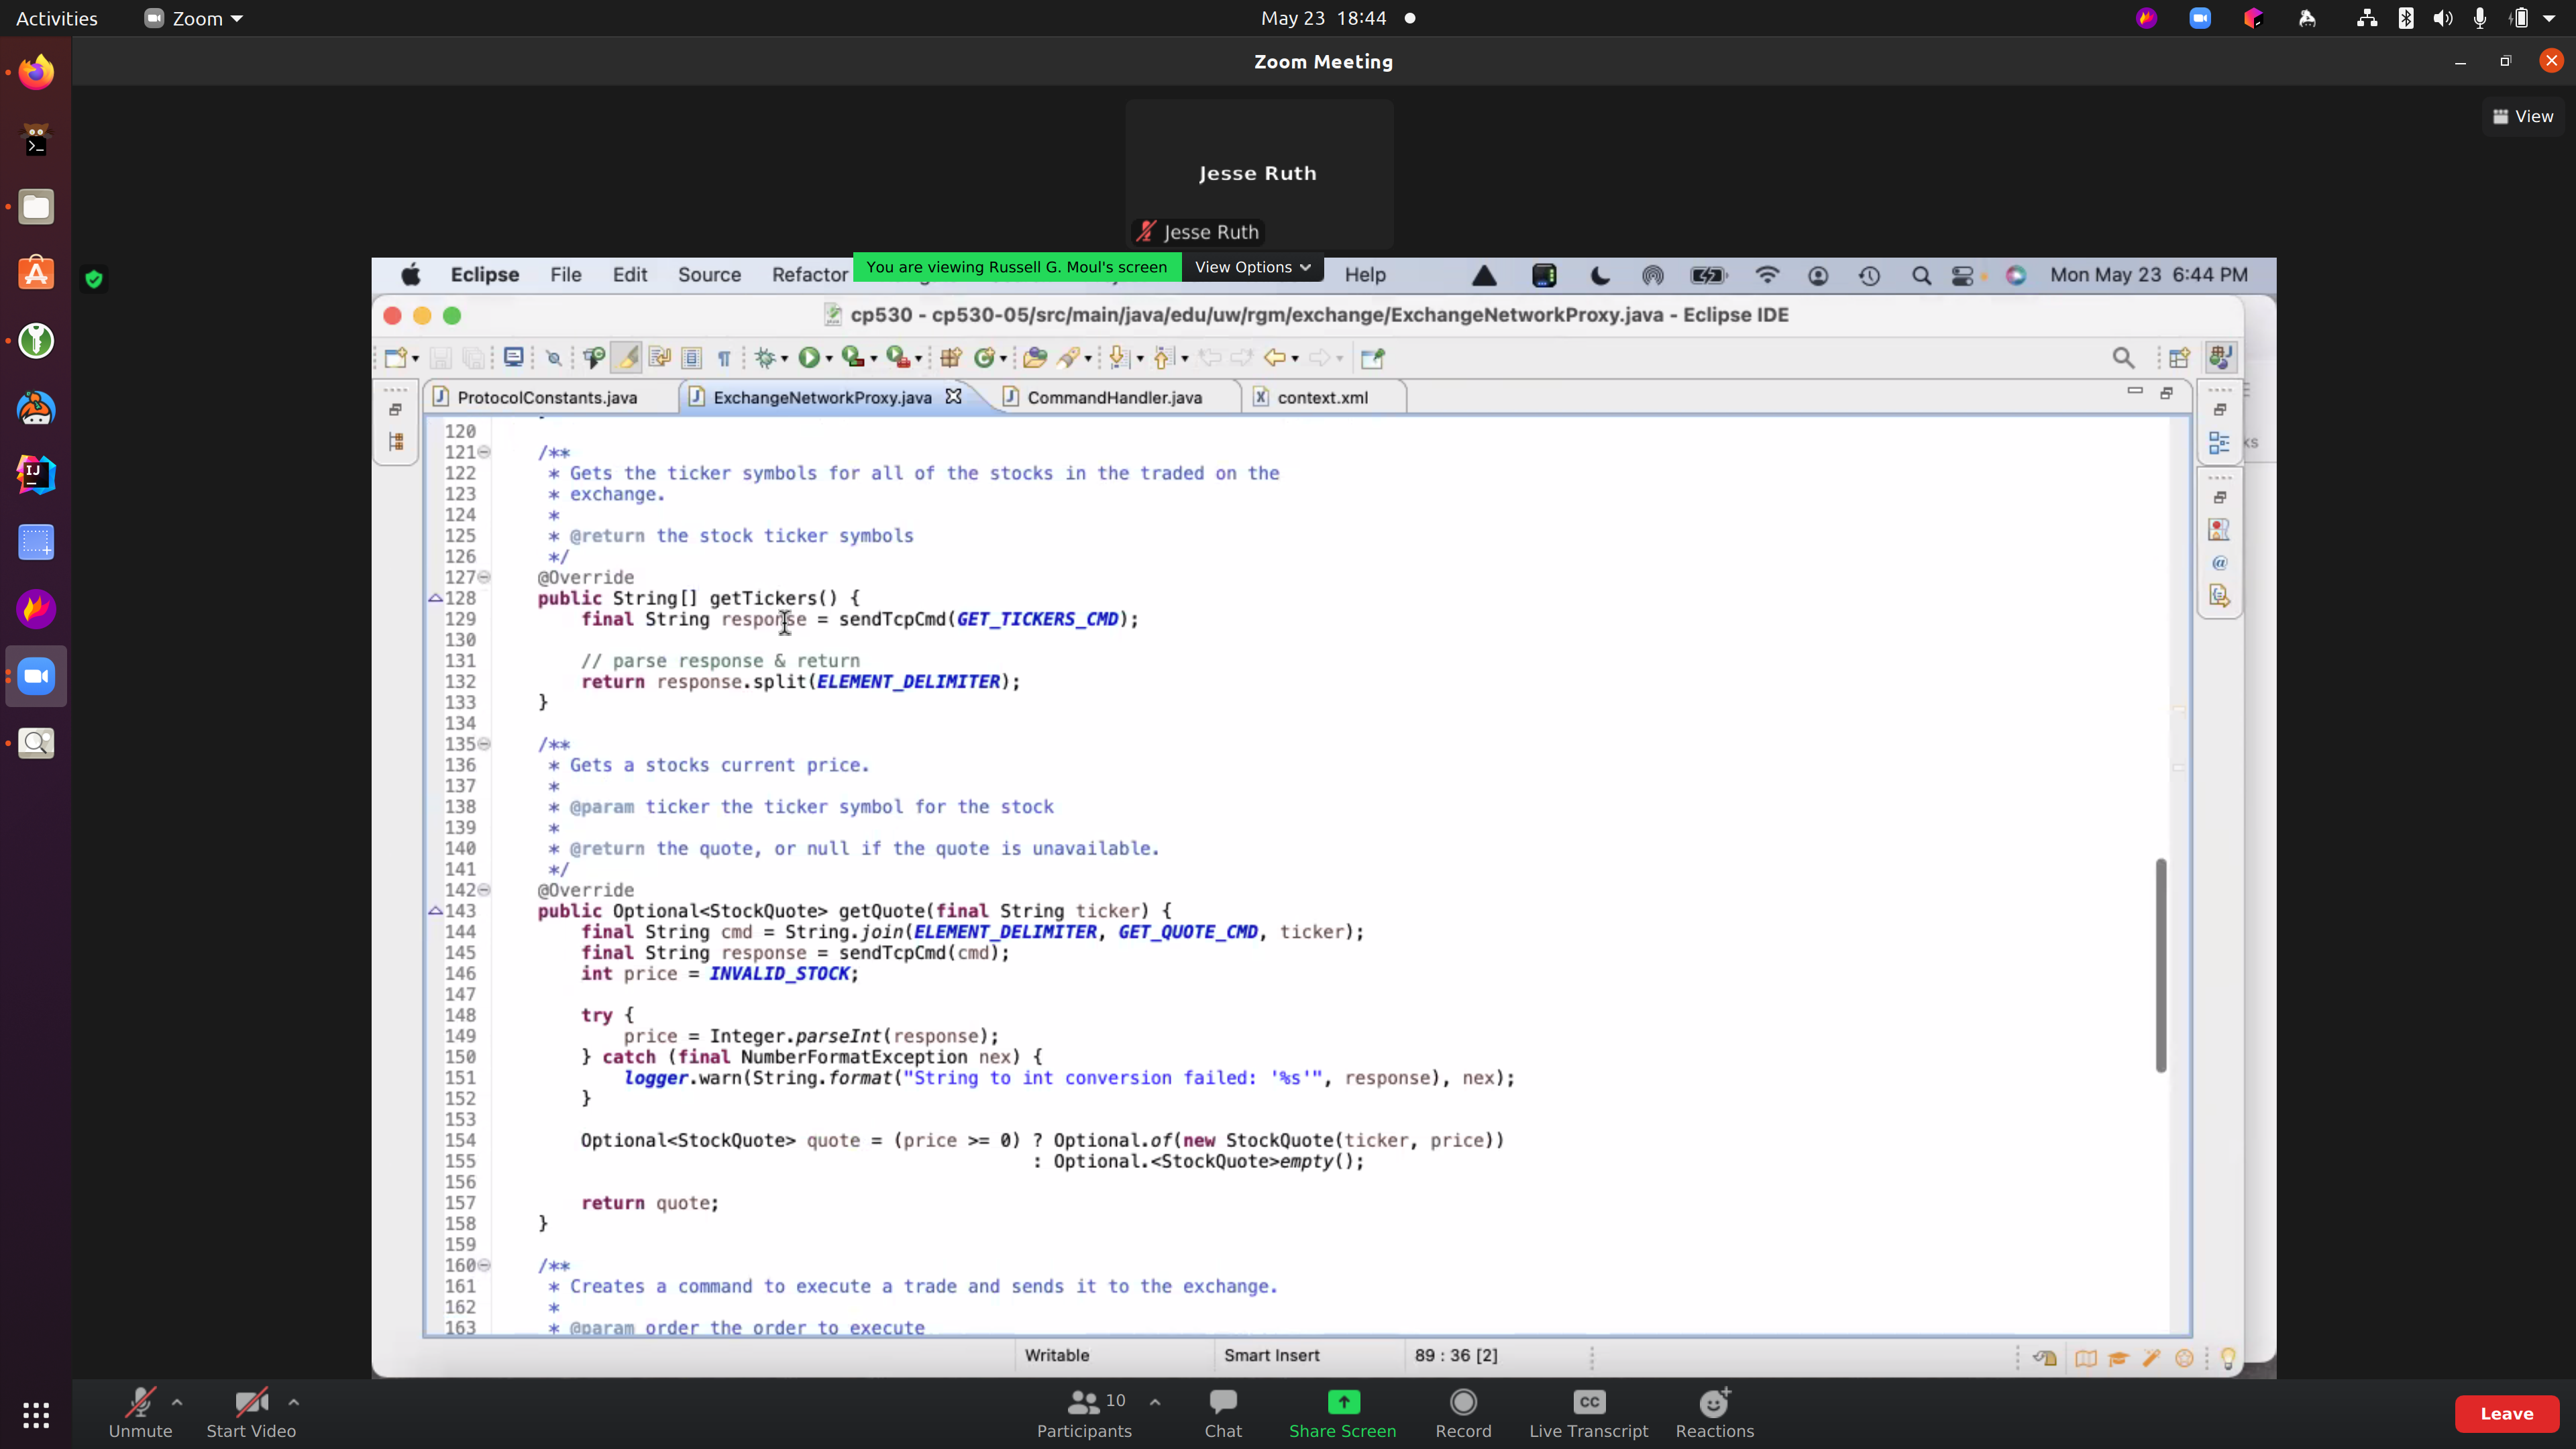 Activities Zoom May 23 18:44
Zoom Meeting
View
Jesse Ruth
Jesse Ruth
Eclipse File Edit Source Refactor You are viewing Russell G. Moul's screen View Options Help Mon May 23 6:44 PM
cp530 - cp530-05/src/main/java/edu/uw/rgm/exchange/ExchangeNetworkProxy.java - Eclipse IDE
ProtocolConstants.java ExchangeNetworkProxy.java CommandHandler.java context.xml
120
121 /**
122 * Gets the ticker symbols for all of the stocks in the traded on the
123 * exchange.
124 *
125 * @return the stock ticker symbols
126 */
127 @Override
128 public String[] getTickers() {
129 final String response = sendTcpCmd(GET_TICKERS_CMD);
130
131 // parse response & return
132 return response.split(ELEMENT_DELIMITER);
133 }
134
135 /**
136 * Gets a stocks current price.
137 *
138 * @param ticker the ticker symbol for the stock
139 *
140 * @return the quote, or null if the quote is unavailable.
141 */
142 @Override
143 public Optional<StockQuote> getQuote(final String ticker) {
144 final String cmd = String.join(ELEMENT_DELIMITER, GET_QUOTE_CMD, ticker);
145 final String response = sendTcpCmd(cmd);
146 int price = INVALID_STOCK;
147
148 try {
149 price = Integer.parseInt(response);
150 } catch (final NumberFormatException nex) {
151 logger.warn(String.format("String to int conversion failed: '%s'", response), nex);
152 }
153
154 Optional<StockQuote> quote = (price >= 0) ? Optional.of(new StockQuote(ticker, price))
155 : Optional.<StockQuote>empty();
156
157 return quote;
158 }
159
160 /**
161 * Creates a command to execute a trade and sends it to the exchange.
162 *
163 * @param order the order to execute
Writable Smart Insert 89 : 36 [2]
Unmute Start Video Participants 10 Chat Share Screen Record CC Live Transcript Reactions Leave